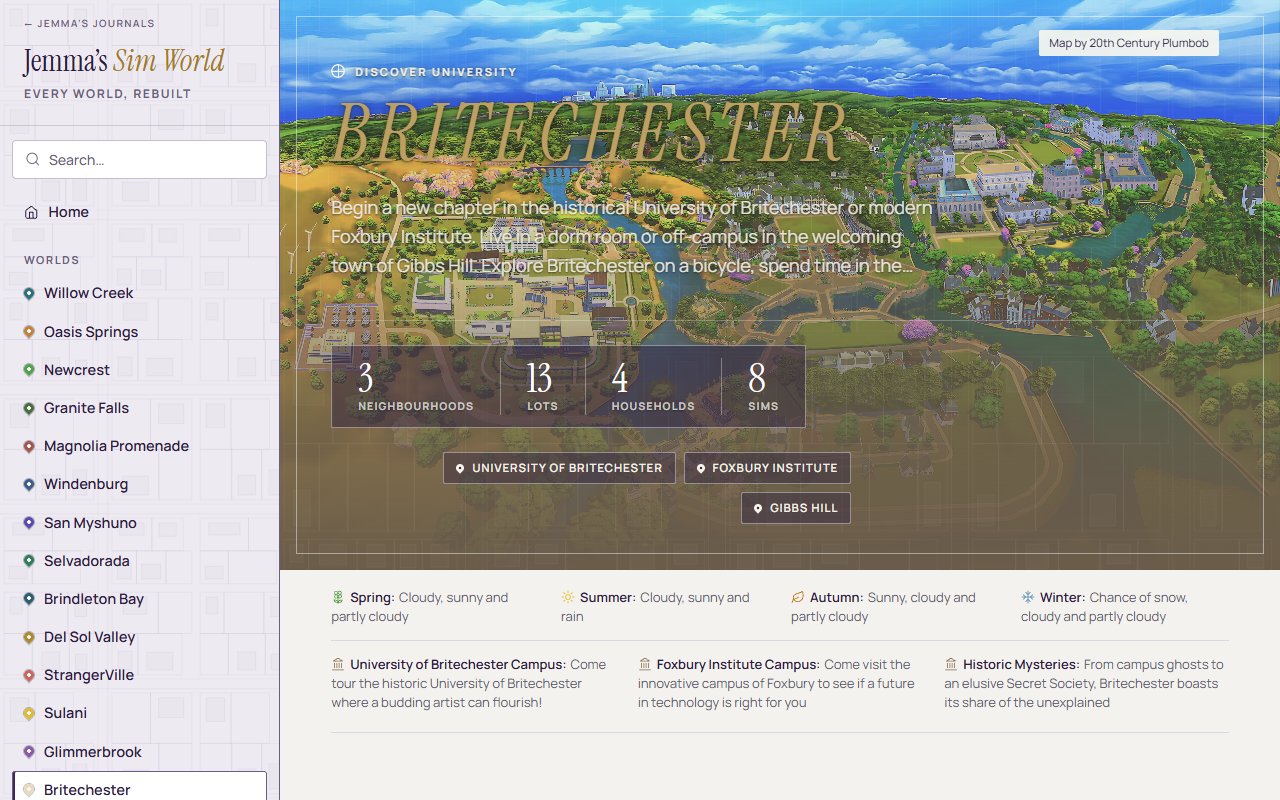 ← JEMMA'S JOURNALS
Jemma's Sim World
EVERY WORLD, REBUILT
Search...
Home
WORLDS
Willow Creek
Oasis Springs
Newcrest
Granite Falls
Magnolia Promenade
Windenburg
San Myshuno
Selvadorada
Brindleton Bay
Del Sol Valley
StrangerVille
Sulani
Glimmerbrook
Britechester
Map by 20th Century Plumbob
DISCOVER UNIVERSITY
BRITECHESTER
Begin a new chapter in the historical University of Britechester or modern
Foxbury Institute. Live in a dorm room or off-campus in the welcoming
town of Gibbs Hill. Explore Britechester on a bicycle, spend time in the...
3
NEIGHBOURHOODS
13
LOTS
4
HOUSEHOLDS
8
SIMS
UNIVERSITY OF BRITECHESTER
FOXBURY INSTITUTE
GIBBS HILL
Spring: Cloudy, sunny and
partly cloudy
Summer: Cloudy, sunny and
rain
Autumn: Sunny, cloudy and
partly cloudy
Winter: Chance of snow,
cloudy and partly cloudy
University of Britechester Campus: Come
tour the historic University of Britechester
where a budding artist can flourish!
Foxbury Institute Campus: Come visit the
innovative campus of Foxbury to see if a future
in technology is right for you
Historic Mysteries: From campus ghosts to
an elusive Secret Society, Britechester boasts
its share of the unexplained